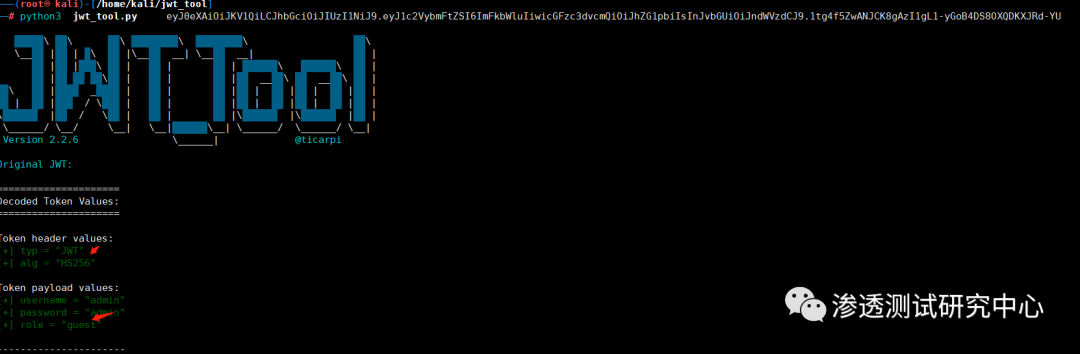 (root㉿kali)-[/home/kali/jwt_tool]
# python3 jwt_tool.py eyJ0eXAiOiJKV1QiLCJhbGciOiJIUzI1NiJ9.eyJ1c2VybmFtZSI6ImFkbWluIiwicGFzc3dvcmQiOiJhZG1pbiIsInJvbGUiOiJndWVzdCJ9.1tg4f5ZwANJCK8gAzI1gL1-yGoB4DS8OXQDKXJRd-YU
JWT_Tool
Version 2.2.6 @ticarpi
Original JWT:
=====================
Decoded Token Values:
=====================
Token header values:
[+] typ = "JWT"
[+] alg = "HS256"
Token payload values:
[+] username = "admin"
[+] password = "admin"
[+] role = "guest"
----------------------
渗透测试研究中心